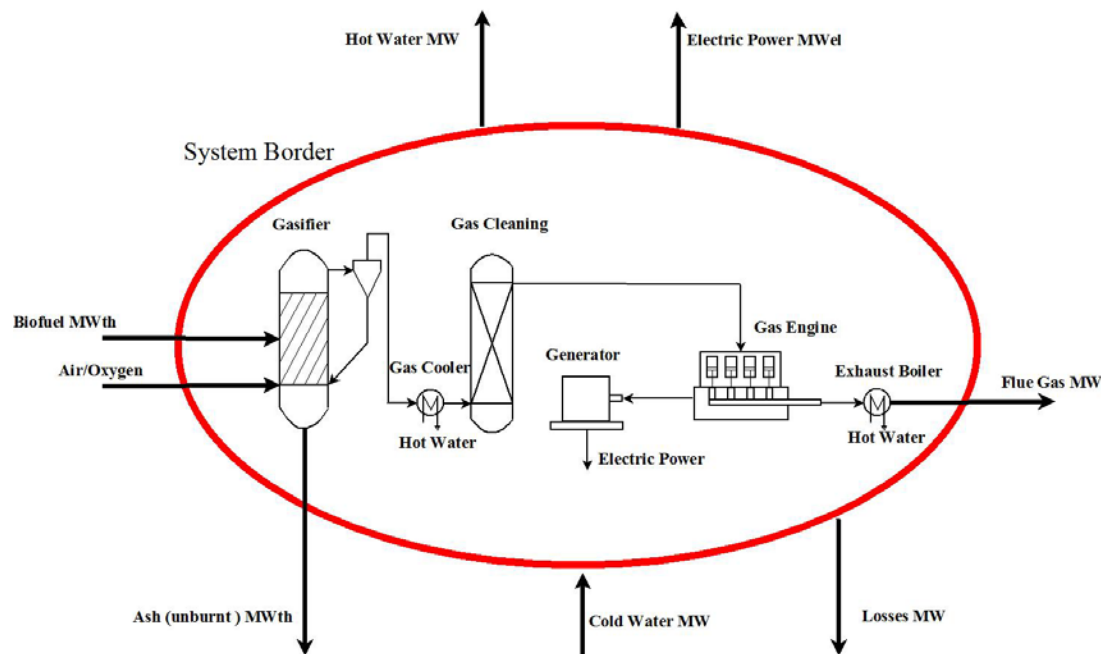 Hot Water MW
Electric Power MWel
System Border
Gasifier
Gas Cleaning
Biofuel MWth
Gas Engine
Generator
Gas Cooler
Exhaust Boiler
Air/Oxygen
Flue Gas MW
Hot Water
Hot Water
Electric Power
Ash (unburnt ) MWth
Cold Water MW
Losses MW